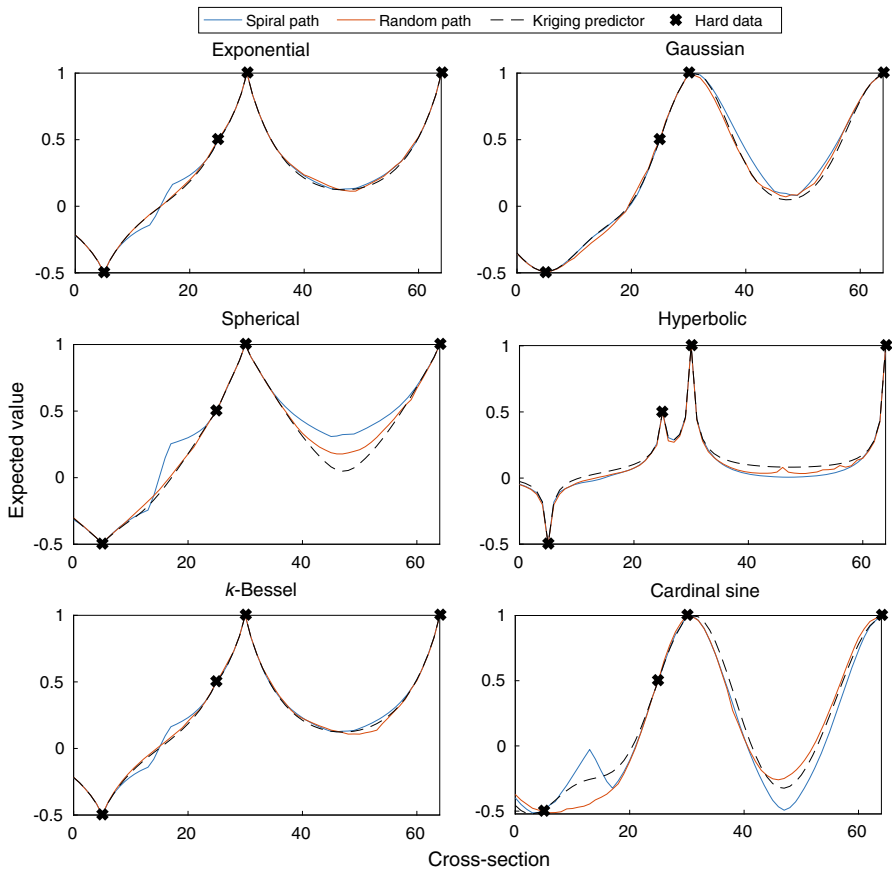 Spiral path Random path Kriging predictor Hard data
Exponential
1
0.5
0
-0.5
0 20 40 60
Gaussian
1
0.5
0
-0.5
0 20 40 60
Expected value
Spherical
1
0.5
0
-0.5
0 20 40 60
Hyperbolic
1
0.5
0
-0.5
0 20 40 60
k-Bessel
1
0.5
0
-0.5
0 20 40 60
Cardinal sine
1
0.5
0
-0.5
0 20 40 60
Cross-section